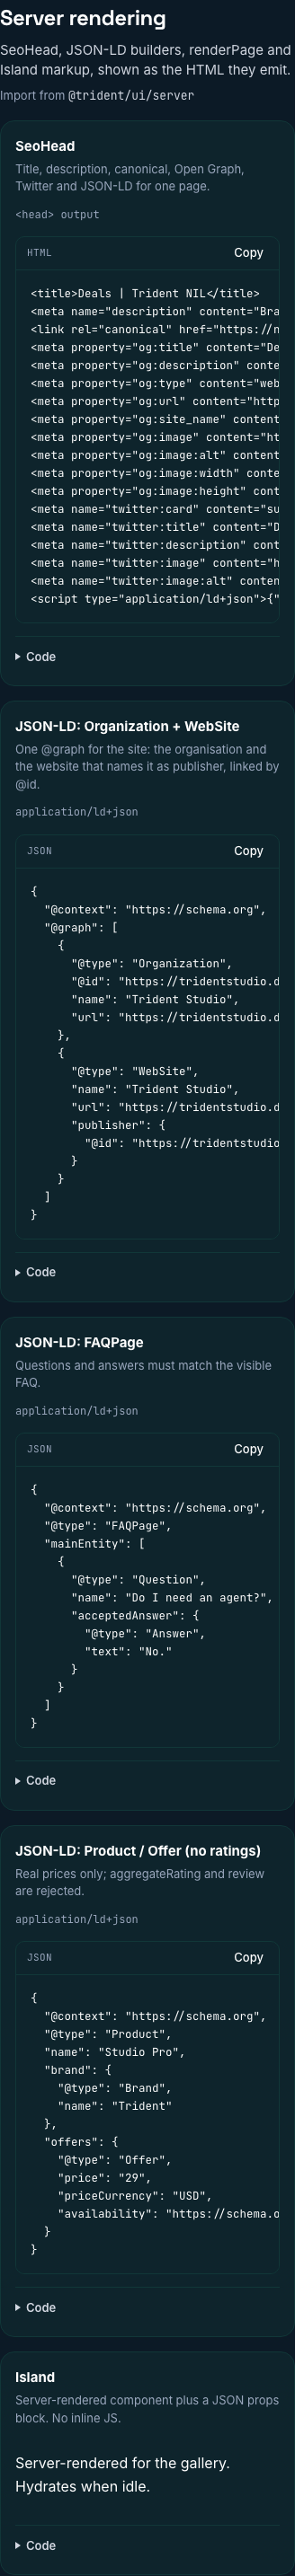 Server rendering
SeoHead, JSON-LD builders, renderPage and
Island markup, shown as the HTML they emit.
Import from @trident/ui/server
SeoHead
Title, description, canonical, Open Graph,
Twitter and JSON-LD for one page.
<head> output
HTML Copy
<title>Deals | Trident NIL</title>
<meta name="description" content="Bra
<link rel="canonical" href="https://n
<meta property="og:title" content="De
<meta property="og:description" conte
<meta property="og:type" content="web
<meta property="og:url" content="http
<meta property="og:site_name" content
<meta property="og:image" content="ht
<meta property="og:image:alt" content
<meta property="og:image:width" conte
<meta property="og:image:height" cont
<meta name="twitter:card" content="su
<meta name="twitter:title" content="D
<meta name="twitter:description" cont
<meta name="twitter:image" content="h
<meta name="twitter:image:alt" conten
<script type="application/ld+json">{"
Code
JSON-LD: Organization + WebSite
One @graph for the site: the organisation and
the website that names it as publisher, linked by
@id.
application/ld+json
JSON Copy
{
"@context": "https://schema.org",
"@graph": [
{
"@type": "Organization",
"@id": "https://tridentstudio.d
"name": "Trident Studio",
"url": "https://tridentstudio.d
},
{
"@type": "WebSite",
"name": "Trident Studio",
"url": "https://tridentstudio.d
"publisher": {
"@id": "https://tridentstudio
}
}
]
}
Code
JSON-LD: FAQPage
Questions and answers must match the visible
FAQ.
application/ld+json
JSON Copy
{
"@context": "https://schema.org",
"@type": "FAQPage",
"mainEntity": [
{
"@type": "Question",
"name": "Do I need an agent?",
"acceptedAnswer": {
"@type": "Answer",
"text": "No."
}
}
]
}
Code
JSON-LD: Product / Offer (no ratings)
Real prices only; aggregateRating and review
are rejected.
application/ld+json
JSON Copy
{
"@context": "https://schema.org",
"@type": "Product",
"name": "Studio Pro",
"brand": {
"@type": "Brand",
"name": "Trident"
},
"offers": {
"@type": "Offer",
"price": "29",
"priceCurrency": "USD",
"availability": "https://schema.o
}
}
Code
Island
Server-rendered component plus a JSON props
block. No inline JS.
Server-rendered for the gallery.
Hydrates when idle.
Code